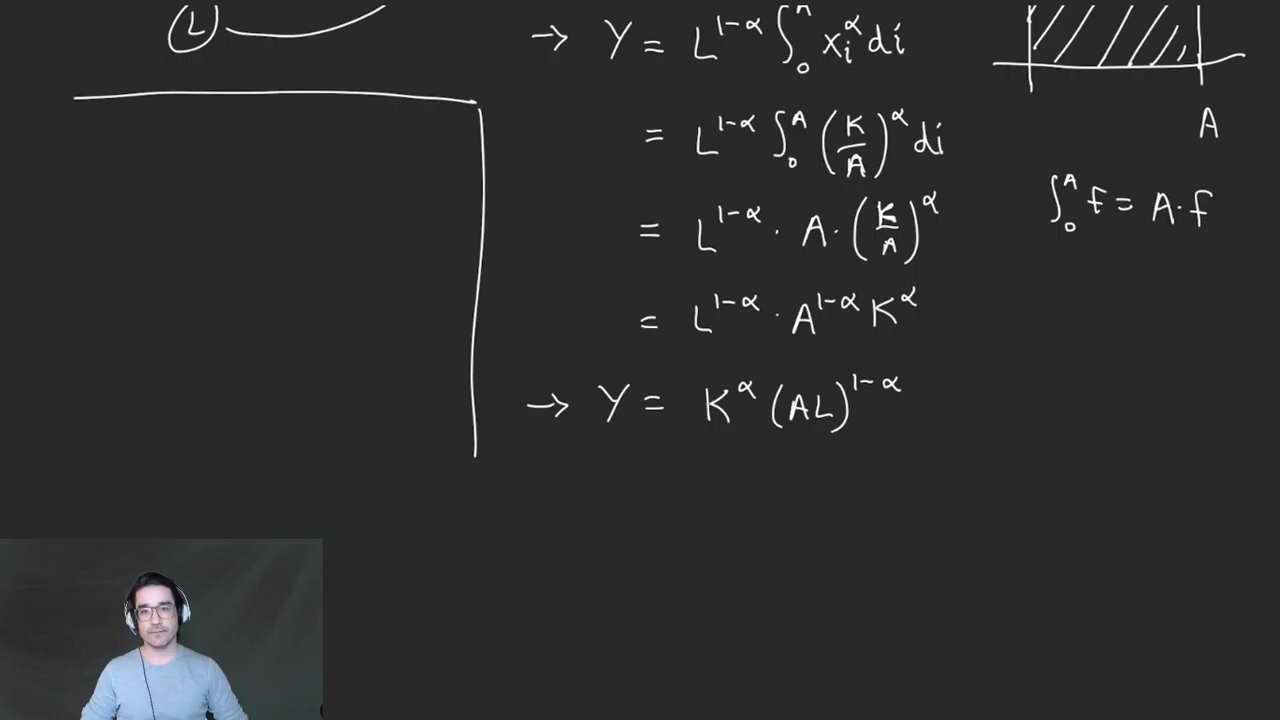 L
→ Y = L^{1-α} ∫_0^A x_i^α di
= L^{1-α} ∫_0^A (K/A)^α di
= L^{1-α} · A · (K/A)^α
= L^{1-α} · A^{1-α} K^α
→ Y = K^α (AL)^{1-α}
A
∫_0^A f = A · f